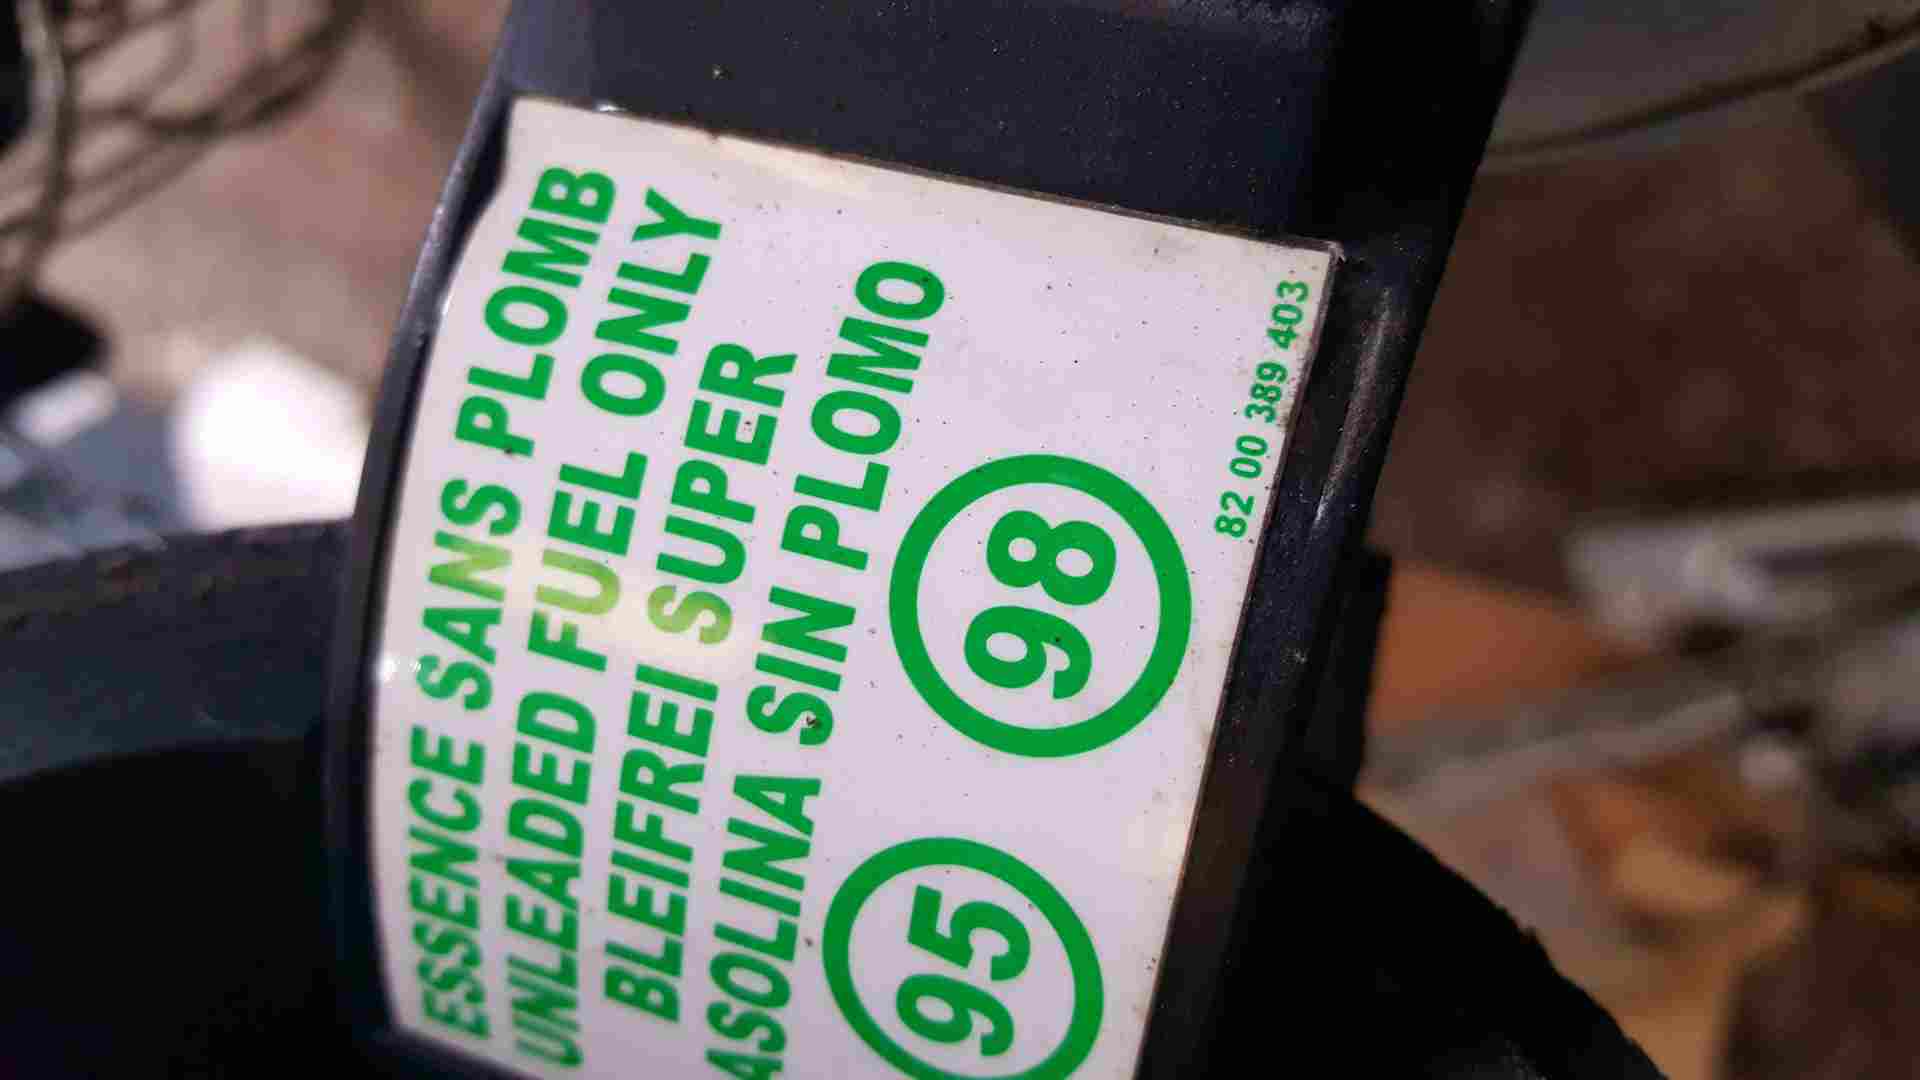 ESSENCE SANS PLOMB
UNLEADED FUEL ONLY
BLEIFREI SUPER
ASOLINA SIN PLOMO
95 98
82 00 389 403